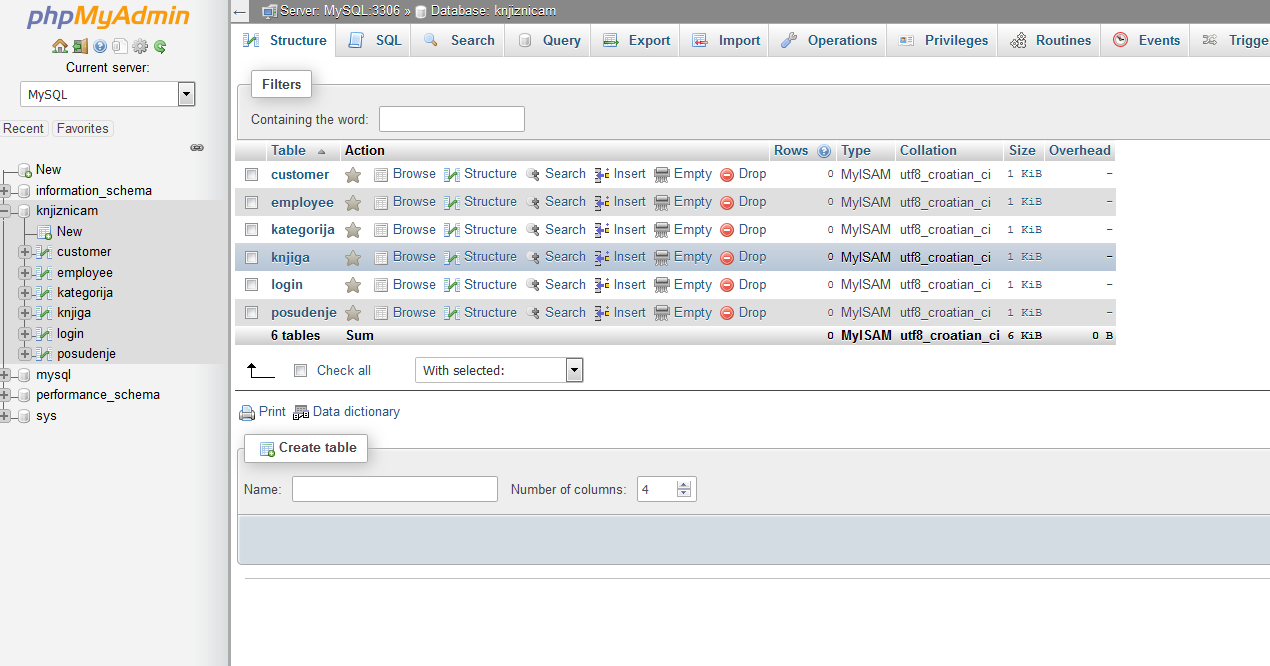 phpMyAdmin
Current server:
MySQL
Recent Favorites
New
information_schema
knjiznicam
New
customer
employee
kategorija
knjiga
login
posudenje
mysql
performance_schema
sys
Server: MySQL:3306 » Database: knjiznicam
Structure SQL Search Query Export Import Operations Privileges Routines Events Trigge
Filters
Containing the word:
Table Action Rows Type Collation Size Overhead
customer Browse Structure Search Insert Empty Drop 0 MyISAM utf8_croatian_ci 1 KiB -
employee Browse Structure Search Insert Empty Drop 0 MyISAM utf8_croatian_ci 1 KiB -
kategorija Browse Structure Search Insert Empty Drop 0 MyISAM utf8_croatian_ci 1 KiB -
knjiga Browse Structure Search Insert Empty Drop 0 MyISAM utf8_croatian_ci 1 KiB -
login Browse Structure Search Insert Empty Drop 0 MyISAM utf8_croatian_ci 1 KiB -
posudenje Browse Structure Search Insert Empty Drop 0 MyISAM utf8_croatian_ci 1 KiB -
6 tables Sum 0 MyISAM utf8_croatian_ci 6 KiB 0 B
Check all With selected:
Print Data dictionary
Create table
Name: Number of columns: 4